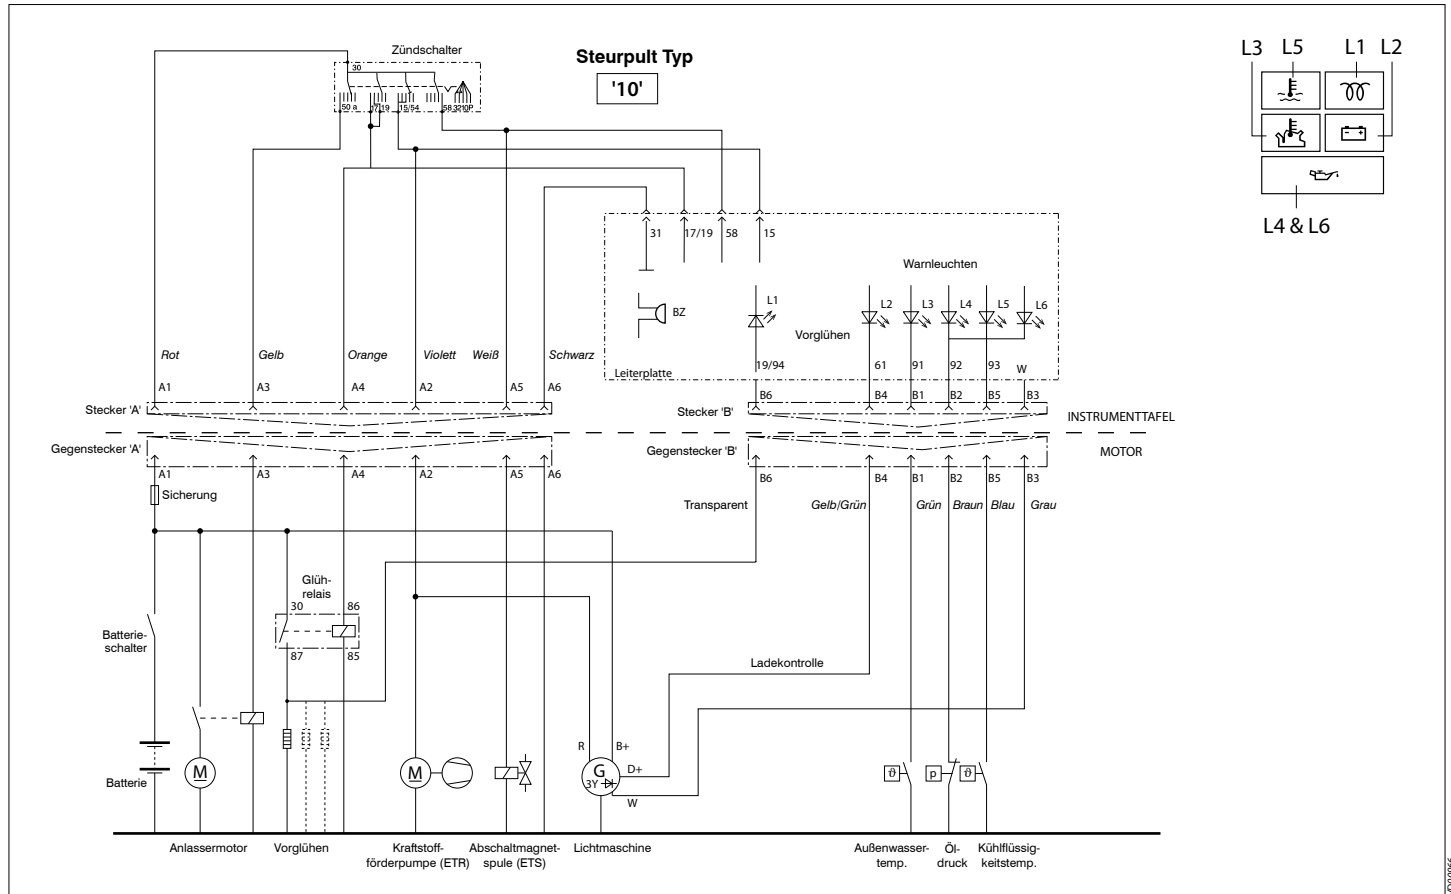 Steurpult Typ
'10'
Zündschalter
30
50 a
17 19
15/54
58 3210P
L3 L5 L1 L2
L4 & L6
31 17/19 58 15
Warnleuchten
BZ
L1 L2 L3 L4 L5 L6
Vorglühen
19/94 61 91 92 93 W
Leiterplatte
Rot Gelb Orange Violett Weiß Schwarz
A1 A3 A4 A2 A5 A6
B6 B4 B1 B2 B5 B3
Stecker 'A'
Stecker 'B'
INSTRUMENTTAFEL
Gegenstecker 'A'
Gegenstecker 'B'
MOTOR
A1 A3 A4 A2 A5 A6
B6 B4 B1 B2 B5 B3
Sicherung
Transparent Gelb/Grün Grün Braun Blau Grau
Glüh-
relais
30 86
87 85
Batterie-
schalter
Ladekontrolle
R B+
G
3Y
D+
W
M
M
ϑ p ϑ
Batterie
Anlassermotor
Vorglühen
Kraftstoff-
förderpumpe (ETR)
Abschaltmagnet-
spule (ETS)
Lichtmaschine
Außenwasser-
temp.
Öl-
druck
Kühlflüssig-
keitstemp.